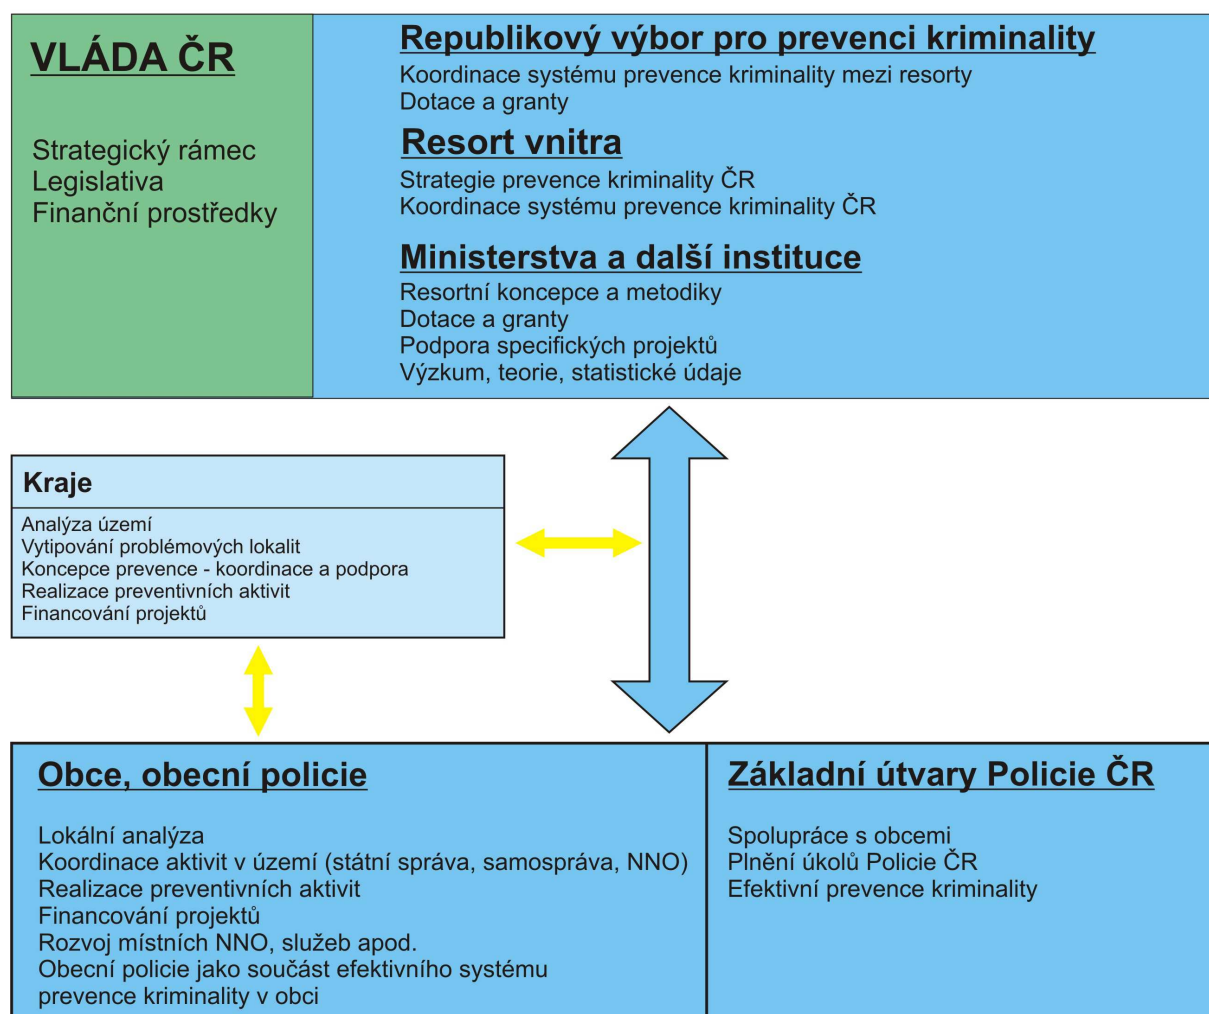 VLÁDA ČR
Strategický rámec
Legislativa
Finanční prostředky
Republikový výbor pro prevenci kriminality
Koordinace systému prevence kriminality mezi resorty
Dotace a granty
Resort vnitra
Strategie prevence kriminality ČR
Koordinace systému prevence kriminality ČR
Ministerstva a další instituce
Resortní koncepce a metodiky
Dotace a granty
Podpora specifických projektů
Výzkum, teorie, statistické údaje
Kraje
Analýza území
Vytipování problémových lokalit
Koncepce prevence - koordinace a podpora
Realizace preventivních aktivit
Financování projektů
Obce, obecní policie
Lokální analýza
Koordinace aktivit v území (státní správa, samospráva, NNO)
Realizace preventivních aktivit
Financování projektů
Rozvoj místních NNO, služeb apod.
Obecní policie jako součást efektivního systému
prevence kriminality v obci
Základní útvary Policie ČR
Spolupráce s obcemi
Plnění úkolů Policie ČR
Efektivní prevence kriminality